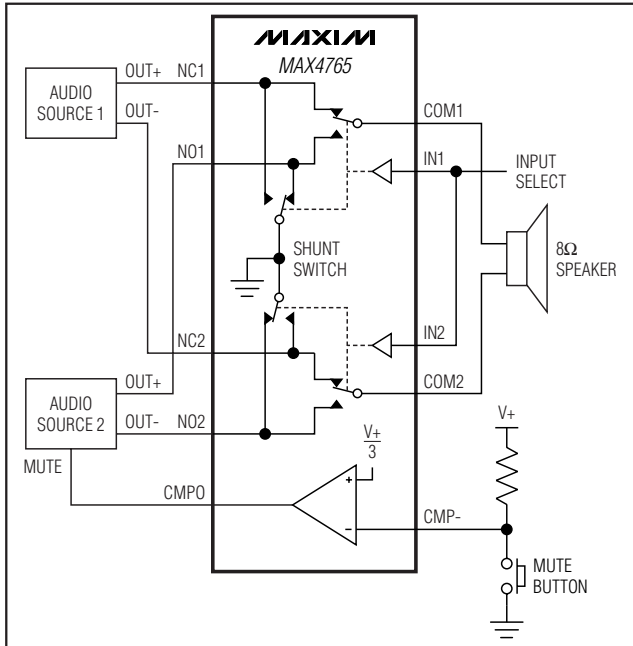 MAXIM
MAX4765
OUT+
NC1
AUDIO
SOURCE 1
OUT-
COM1
NO1
IN1
INPUT
SELECT
SHUNT
SWITCH
8Ω
SPEAKER
NC2
IN2
OUT+
COM2
AUDIO
SOURCE 2
OUT-
NO2
V+
V+
3
MUTE
CMPO
+
-
CMP-
MUTE
BUTTON